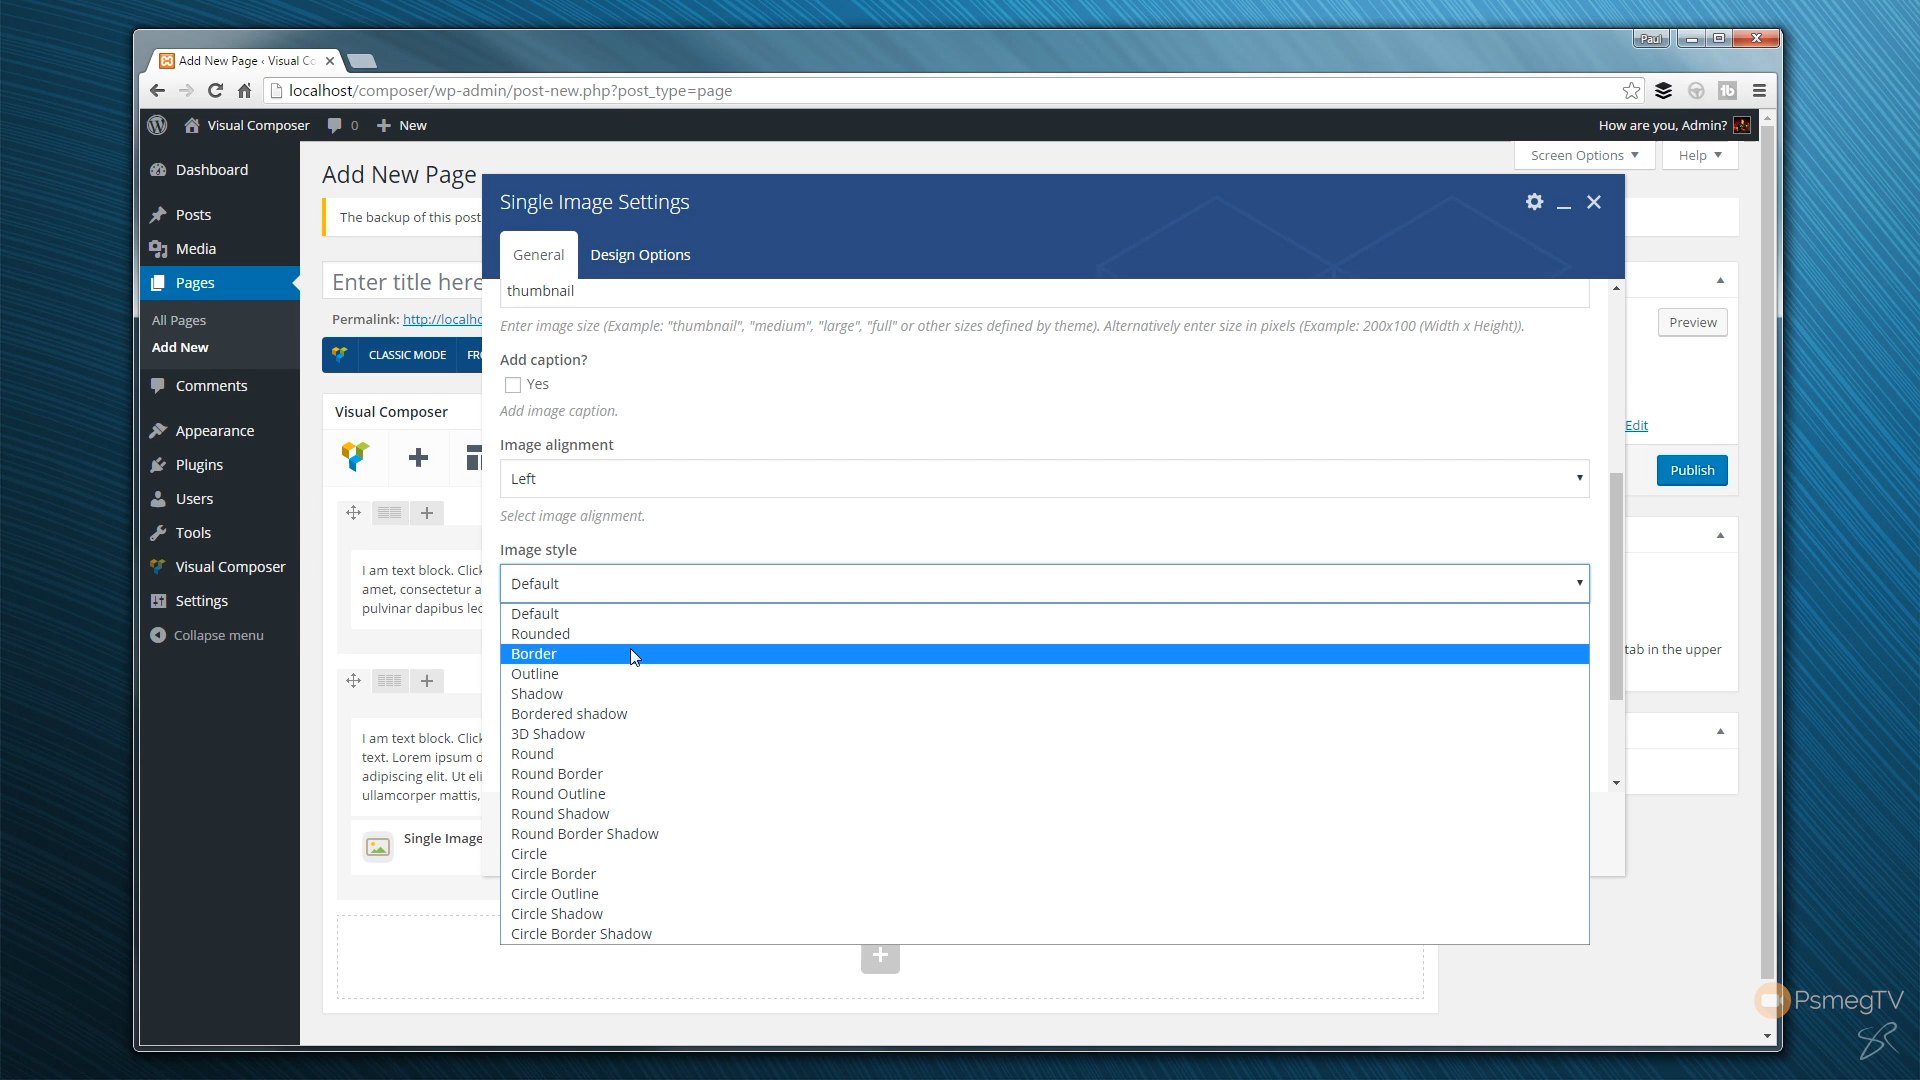 Paul
Add New Page ‹ Visual Co
localhost/composer/wp-admin/post-new.php?post_type=page
Visual Composer 0 New
How are you, Admin?
Screen Options Help
Dashboard
Posts
Media
Pages
All Pages
Add New
Comments
Appearance
Plugins
Users
Tools
Visual Composer
Settings
Collapse menu
Add New Page
The backup of this post
Enter title here
Permalink: http://localho
CLASSIC MODE FR
Visual Composer
I am text block. Click
amet, consectetur a
pulvinar dapibus leo
I am text block. Click
text. Lorem ipsum d
adipiscing elit. Ut eli
ullamcorper mattis,
Single Image
Single Image Settings
General Design Options
thumbnail
Enter image size (Example: "thumbnail", "medium", "large", "full" or other sizes defined by theme). Alternatively enter size in pixels (Example: 200x100 (Width x Height)).
Add caption?
Yes
Add image caption.
Image alignment
Left
Select image alignment.
Image style
Default
Default
Rounded
Border
Outline
Shadow
Bordered shadow
3D Shadow
Round
Round Border
Round Outline
Round Shadow
Round Border Shadow
Circle
Circle Border
Circle Outline
Circle Shadow
Circle Border Shadow
Preview
Edit
Publish
tab in the upper
PsmegTV